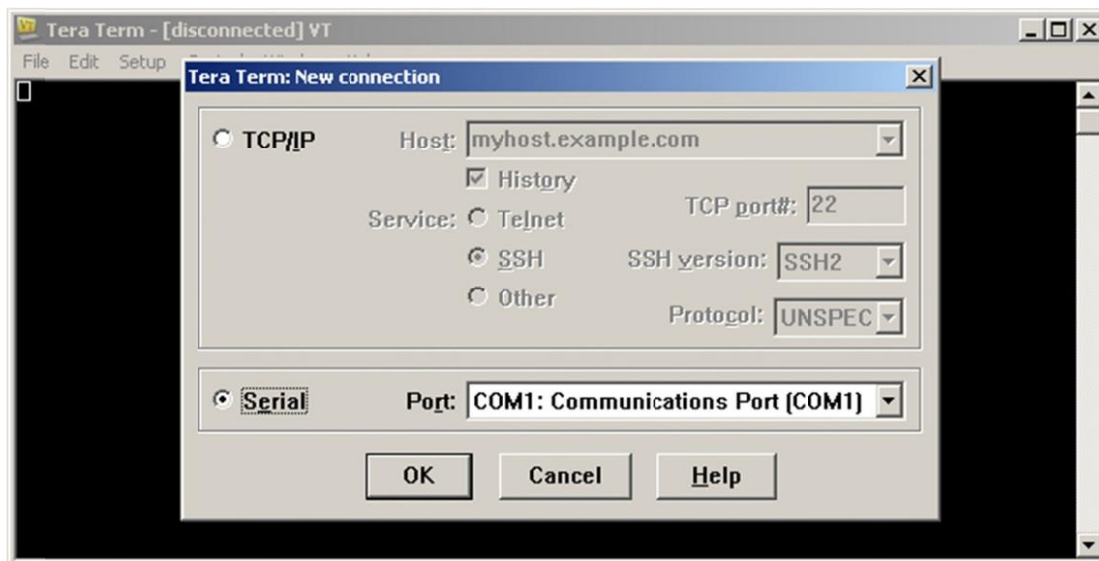 Tera Term - [disconnected] VT
File Edit Setup
Tera Term: New connection
TCP/IP Host: myhost.example.com
History
Service: Telnet TCP port#: 22
SSH SSH version: SSH2
Other Protocol: UNSPEC
Serial Port: COM1: Communications Port (COM1)
OK Cancel Help